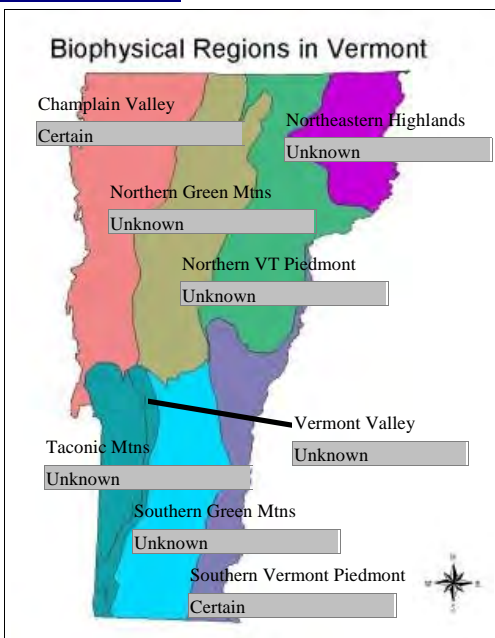 Biophysical Regions in Vermont
Champlain Valley
Certain
Northeastern Highlands
Unknown
Northern Green Mtns
Unknown
Northern VT Piedmont
Unknown
Vermont Valley
Unknown
Taconic Mtns
Unknown
Southern Green Mtns
Unknown
Southern Vermont Piedmont
Certain